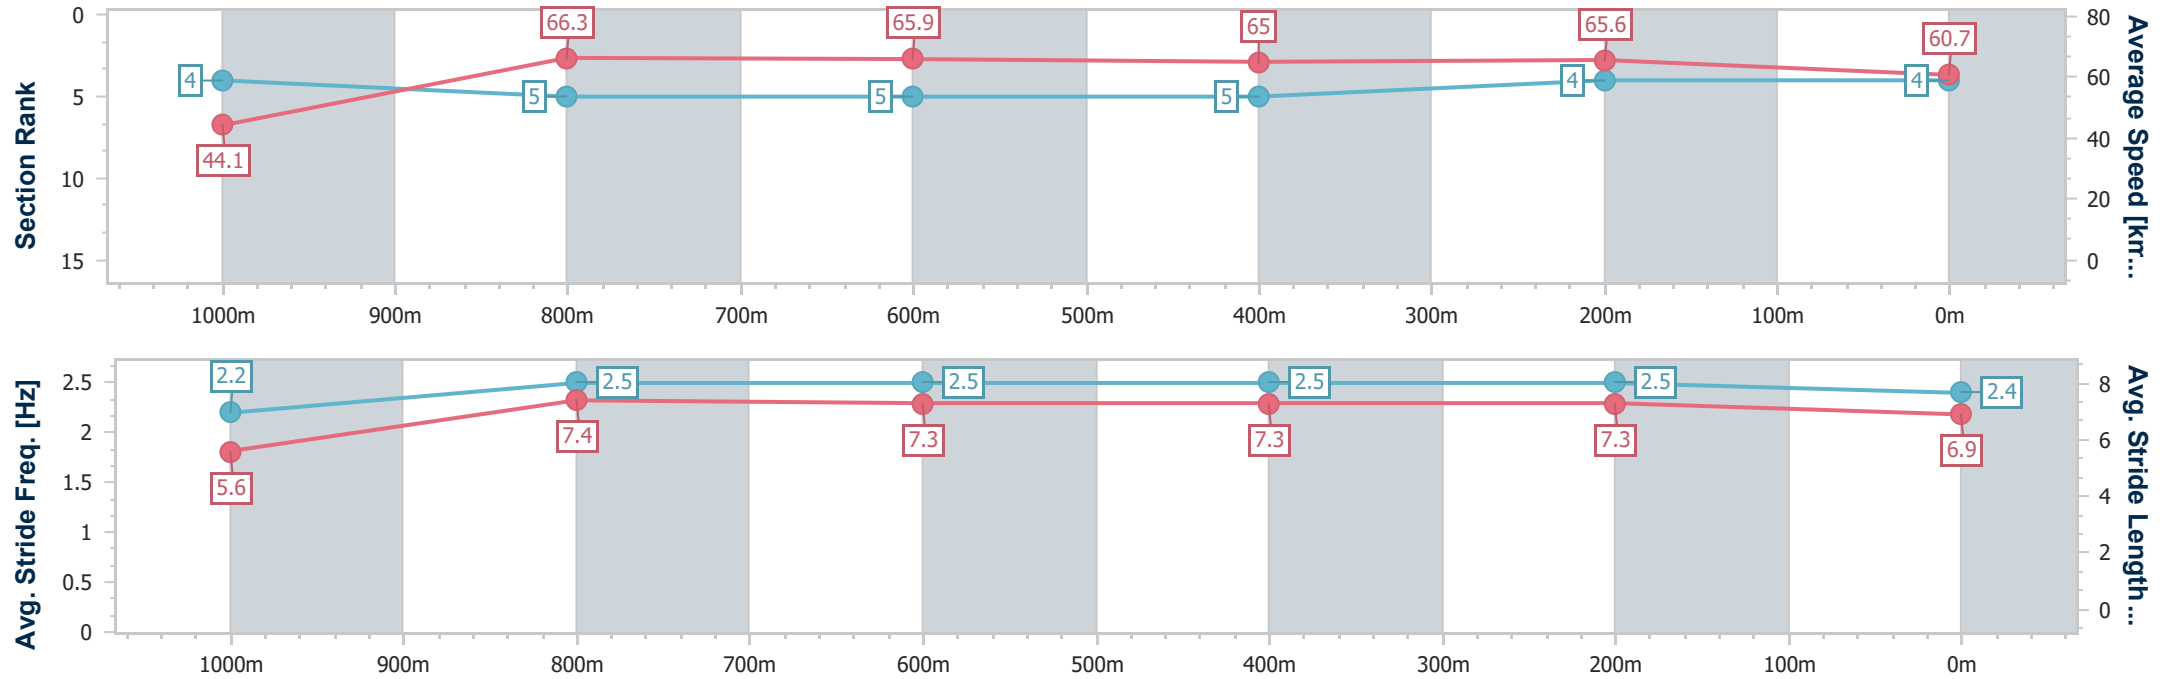 Section Rank
0
5
10
15
4
5
5
5
4
4
44.1
66.3
65.9
65
65.6
60.7
80
60
40
20
0
Average Speed [km...
1000m
900m
800m
700m
600m
500m
400m
300m
200m
100m
0m
Avg. Stride Freq. [Hz]
2.5
2
1.5
1
0.5
0
2.2
2.5
2.5
2.5
2.5
2.4
5.6
7.4
7.3
7.3
7.3
6.9
8
6
4
2
0
Avg. Stride Length...
1000m
900m
800m
700m
600m
500m
400m
300m
200m
100m
0m